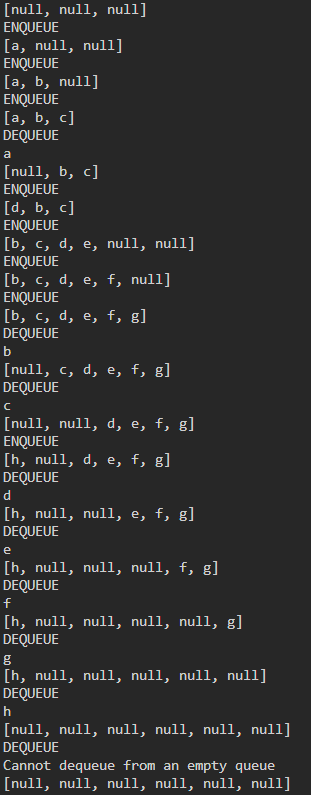 [null, null, null]
ENQUEUE
[a, null, null]
ENQUEUE
[a, b, null]
ENQUEUE
[a, b, c]
DEQUEUE
a
[null, b, c]
ENQUEUE
[d, b, c]
ENQUEUE
[b, c, d, e, null, null]
ENQUEUE
[b, c, d, e, f, null]
ENQUEUE
[b, c, d, e, f, g]
DEQUEUE
b
[null, c, d, e, f, g]
DEQUEUE
c
[null, null, d, e, f, g]
ENQUEUE
[h, null, d, e, f, g]
DEQUEUE
d
[h, null, null, e, f, g]
DEQUEUE
e
[h, null, null, null, f, g]
DEQUEUE
f
[h, null, null, null, null, g]
DEQUEUE
g
[h, null, null, null, null, null]
DEQUEUE
h
[null, null, null, null, null, null]
DEQUEUE
Cannot dequeue from an empty queue
[null, null, null, null, null, null]